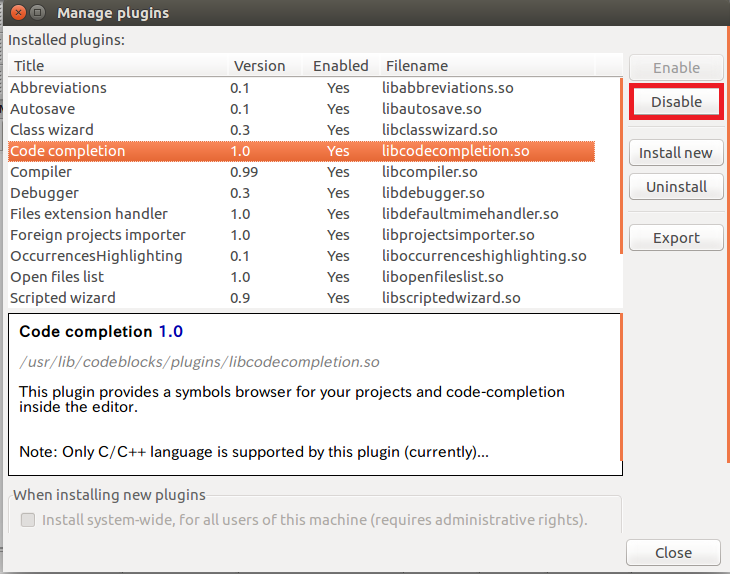 Manage plugins
Installed plugins:
Title Version Enabled Filename
Abbreviations 0.1 Yes libabbreviations.so
Autosave 0.1 Yes libautosave.so
Class wizard 0.3 Yes libclasswizard.so
Code completion 1.0 Yes libcodecompletion.so
Compiler 0.99 Yes libcompiler.so
Debugger 0.3 Yes libdebugger.so
Files extension handler 1.0 Yes libdefaultmimehandler.so
Foreign projects importer 1.0 Yes libprojectsimporter.so
OccurrencesHighlighting 0.1 Yes liboccurrenceshighlighting.so
Open files list 1.0 Yes libopenfileslist.so
Scripted wizard 0.9 Yes libscriptedwizard.so
Enable
Disable
Install new
Uninstall
Export
Code completion 1.0
/usr/lib/codeblocks/plugins/libcodecompletion.so
This plugin provides a symbols browser for your projects and code-completion
inside the editor.
Note: Only C/C++ language is supported by this plugin (currently)...
When installing new plugins
Install system-wide, for all users of this machine (requires administrative rights).
Close